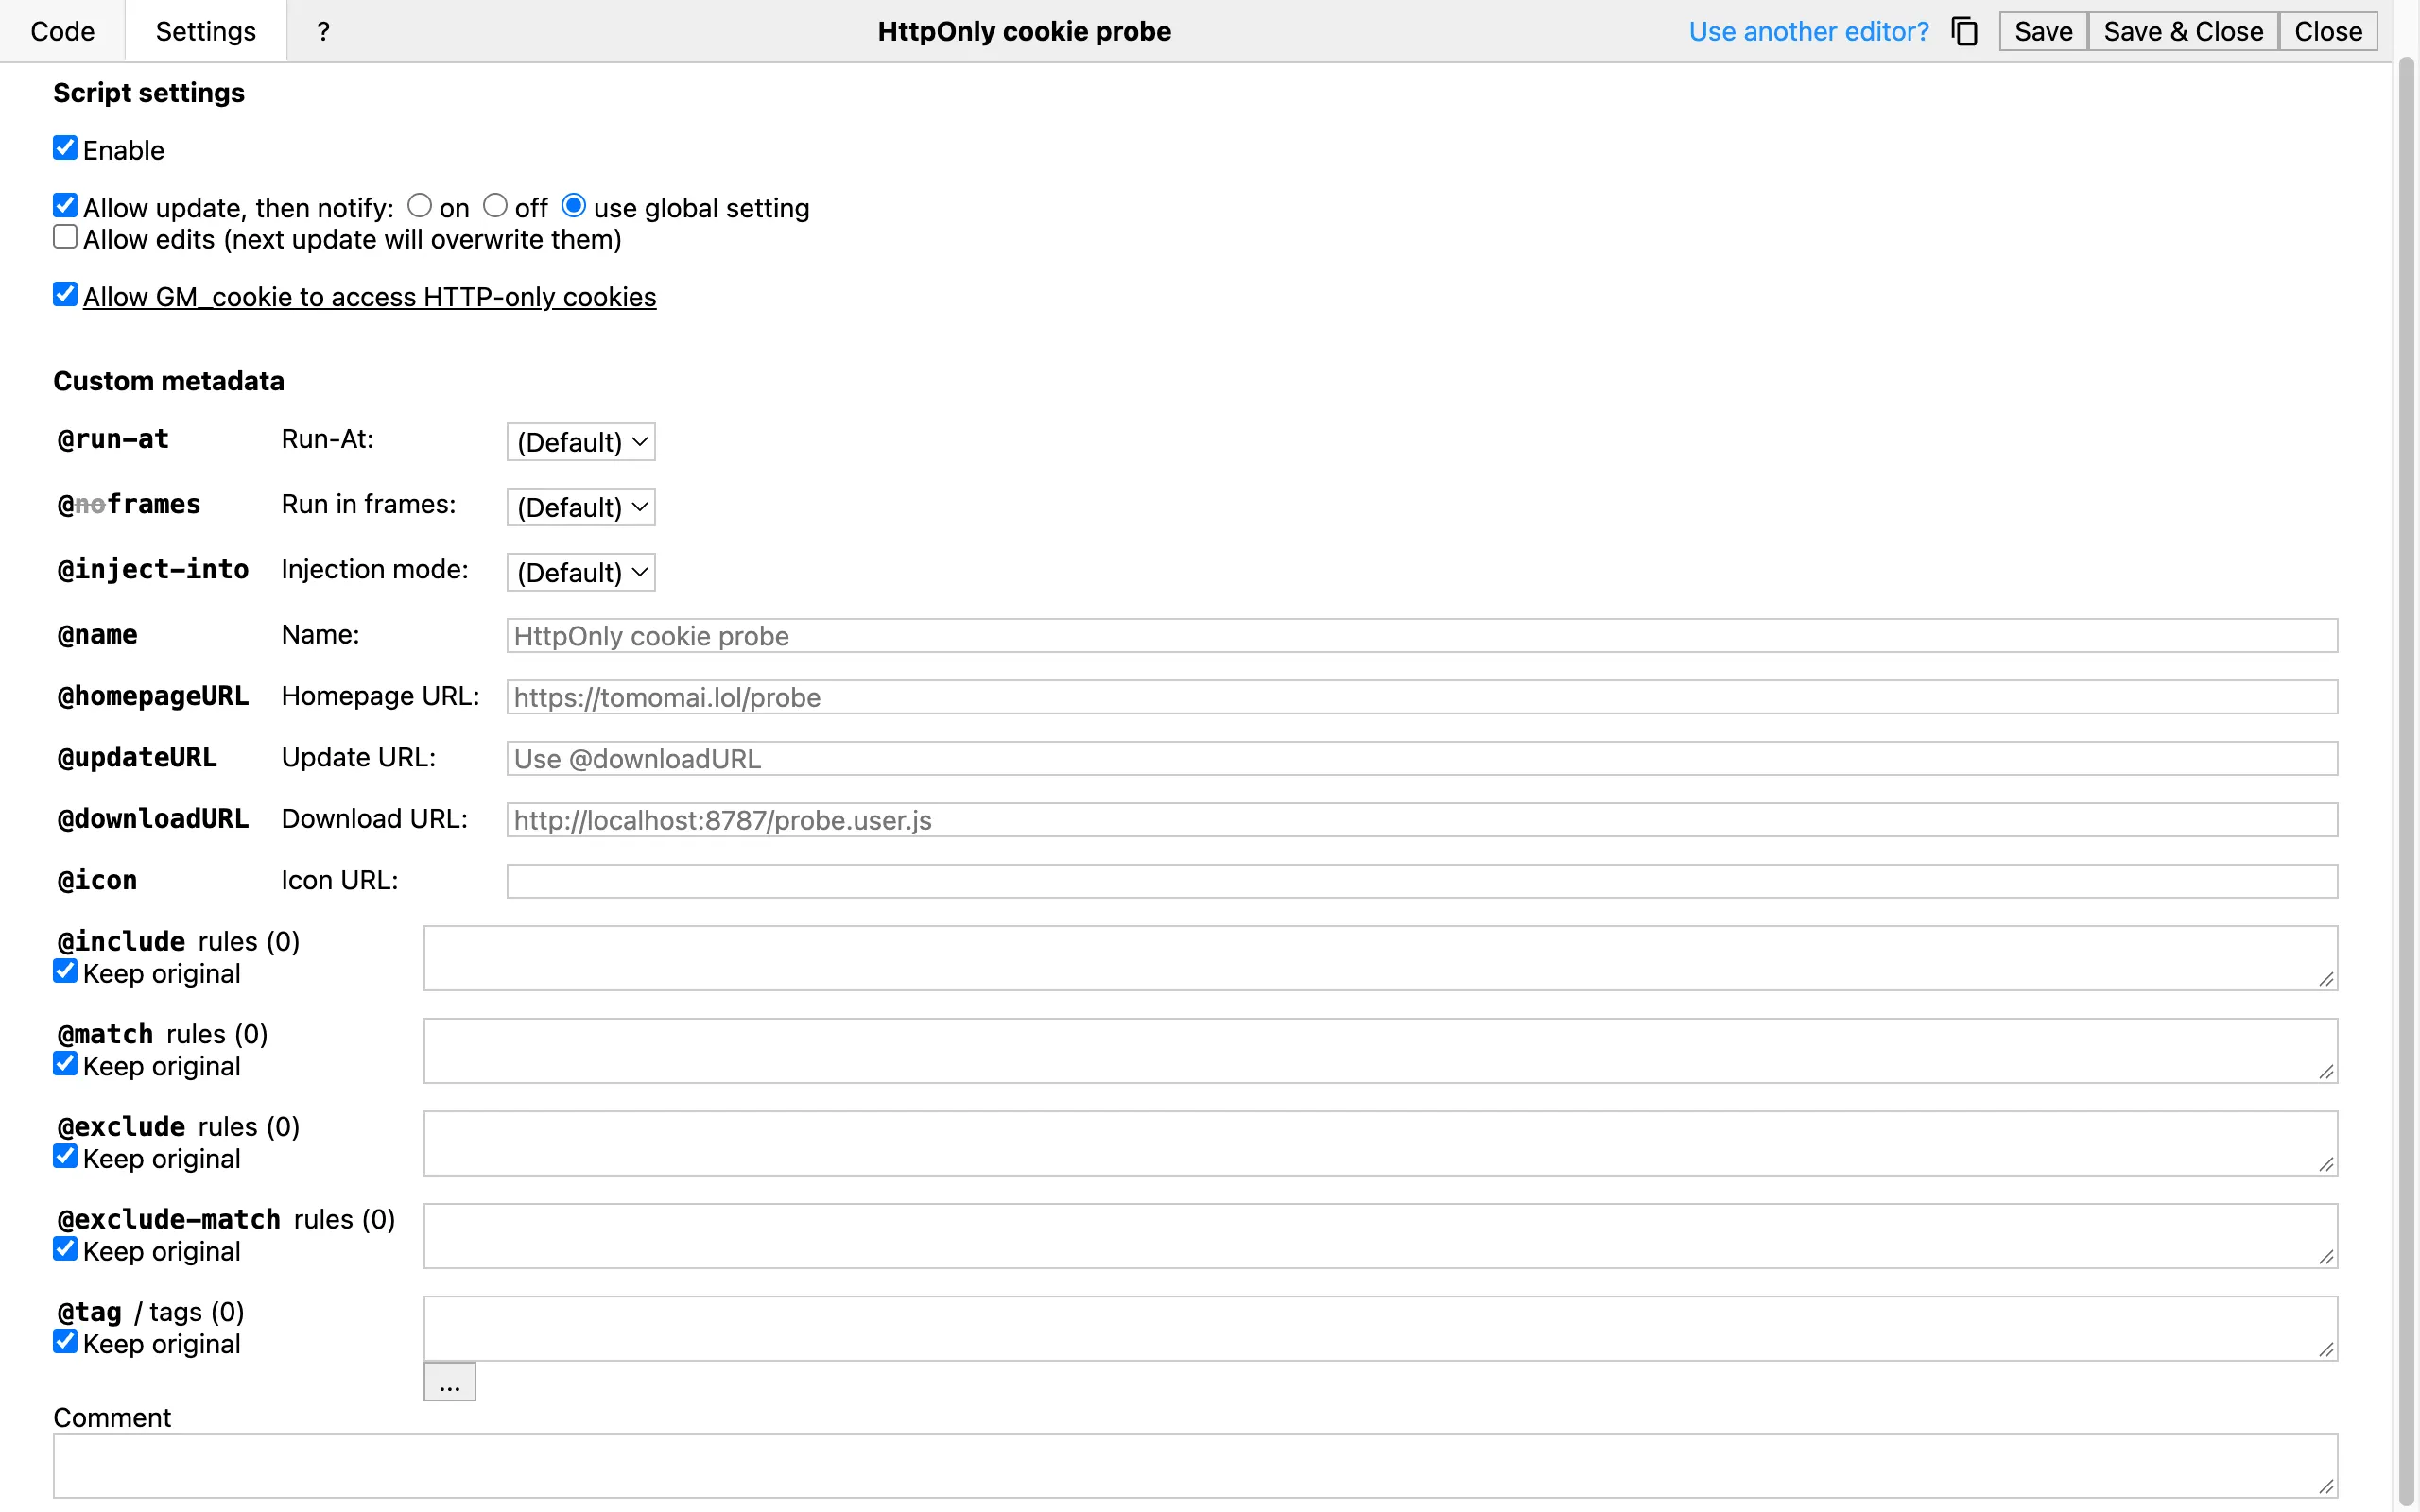 Code Settings ? HttpOnly cookie probe Use another editor? Save Save & Close Close
Script settings
Enable
Allow update, then notify: on off use global setting
Allow edits (next update will overwrite them)
Allow GM_cookie to access HTTP-only cookies
Custom metadata
@run-at Run-At: (Default)
@noframes Run in frames: (Default)
@inject-into Injection mode: (Default)
@name Name: HttpOnly cookie probe
@homepageURL Homepage URL: https://tomomai.lol/probe
@updateURL Update URL: Use @downloadURL
@downloadURL Download URL: http://localhost:8787/probe.user.js
@icon Icon URL:
@include rules (0)
Keep original
@match rules (0)
Keep original
@exclude rules (0)
Keep original
@exclude-match rules (0)
Keep original
@tag / tags (0)
Keep original
...
Comment